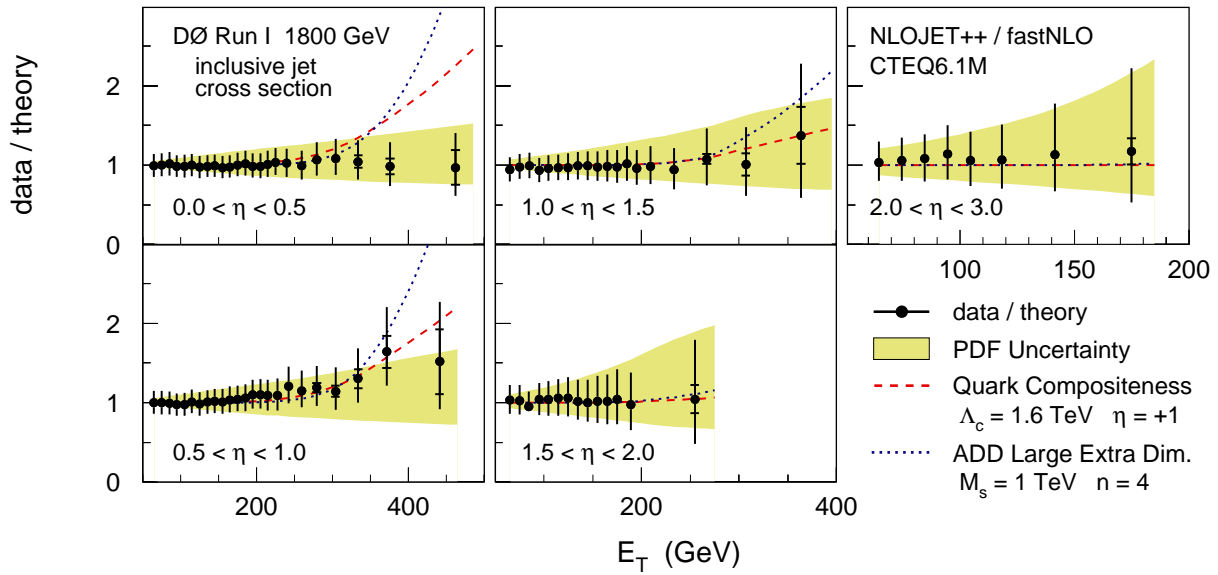 DØ Run I 1800 GeV
inclusive jet
cross section
NLOJET++ / fastNLO
CTEQ6.1M
data / theory
2
1
0
0.0 < η < 0.5
1.0 < η < 1.5
2.0 < η < 3.0
100
150
200
2
1
0
0.5 < η < 1.0
1.5 < η < 2.0
200
400
200
400
E_T (GeV)
data / theory
PDF Uncertainty
Quark Compositeness
Λ_c = 1.6 TeV η = +1
ADD Large Extra Dim.
M_s = 1 TeV n = 4